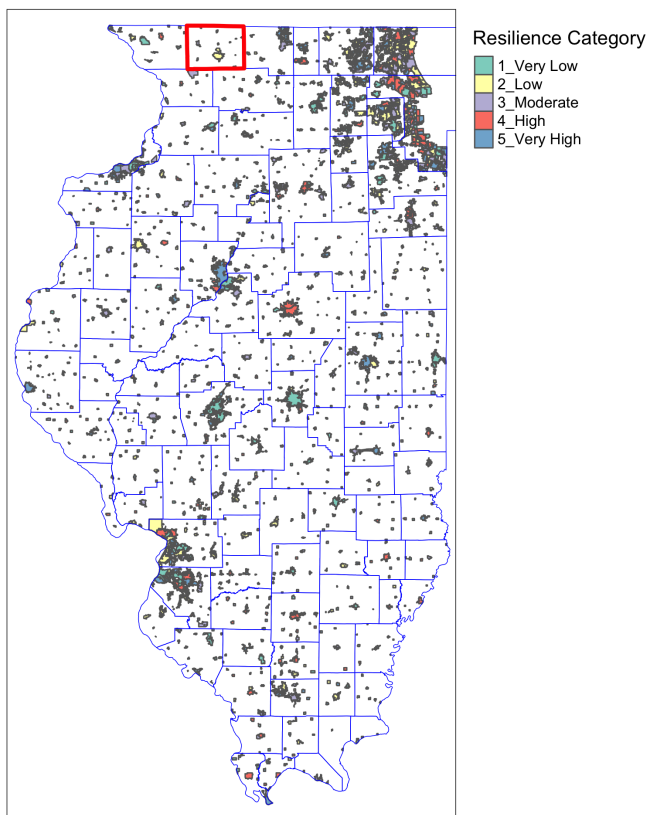 Resilience Category
1_Very Low
2_Low
3_Moderate
4_High
5_Very High